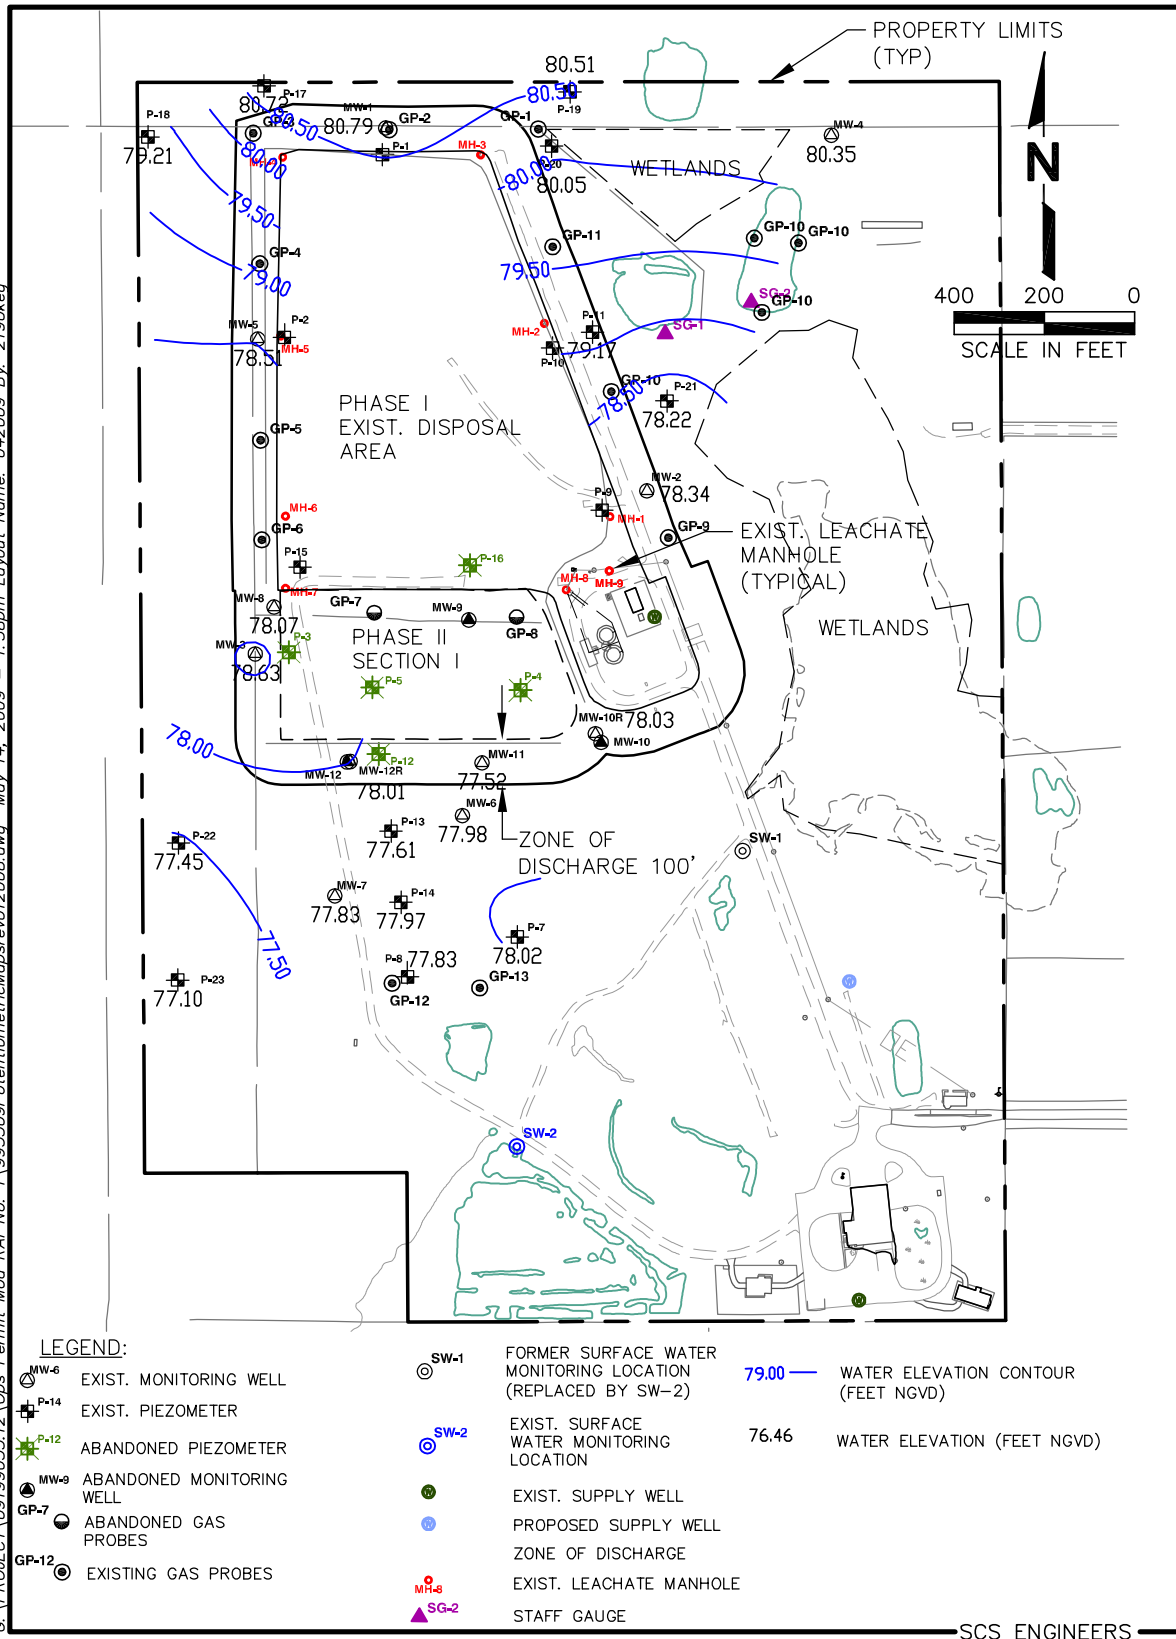 PROPERTY LIMITS
(TYP)
80.51
P-17
80.72
80.50
P-19
P-18
79.21
GP-3
80.50
80.00
MW-1
80.79
GP-2
P-1
MH-3
GP-1
P-20
80.00
80.05
WETLANDS
MW-4
80.35
N
79.50
79.00
GP-4
GP-11
79.50
GP-10
GP-10
SG-2
GP-10
SG-1
400 200 0
SCALE IN FEET
MW-5
78.51
P-2
MH-5
MH-2
P-11
79.17
P-10
GP-10
78.50
P-21
78.22
PHASE I
EXIST. DISPOSAL
AREA
GP-5
MW-2
78.34
P-9
MH-1
MH-6
GP-6
GP-9
EXIST. LEACHATE
MANHOLE
(TYPICAL)
P-15
P-16
MH-7
MH-8
MH-9
MW-8
78.07
GP-7
MW-9
GP-8
WETLANDS
PHASE II
SECTION I
MW-3
78.63
P-3
P-5
P-4
78.00
MW-10R
78.03
MW-10
P-12
MW-12
MW-12R
78.01
MW-11
77.52
MW-6
77.98
P-13
77.61
ZONE OF
DISCHARGE 100'
SW-1
P-22
77.45
MW-7
77.83
P-14
77.97
77.50
P-7
78.02
P-8
77.83
P-23
77.10
GP-12
GP-13
SW-2
LEGEND:
MW-6
EXIST. MONITORING WELL
P-14
EXIST. PIEZOMETER
P-12
ABANDONED PIEZOMETER
MW-9
ABANDONED MONITORING
WELL
GP-7
ABANDONED GAS
PROBES
GP-12
EXISTING GAS PROBES
SW-1
FORMER SURFACE WATER
MONITORING LOCATION
(REPLACED BY SW-2)
SW-2
EXIST. SURFACE
WATER MONITORING
LOCATION
EXIST. SUPPLY WELL
PROPOSED SUPPLY WELL
ZONE OF DISCHARGE
MH-8
EXIST. LEACHATE MANHOLE
SG-2
STAFF GAUGE
79.00
WATER ELEVATION CONTOUR
(FEET NGVD)
76.46
WATER ELEVATION (FEET NGVD)
SCS ENGINEERS